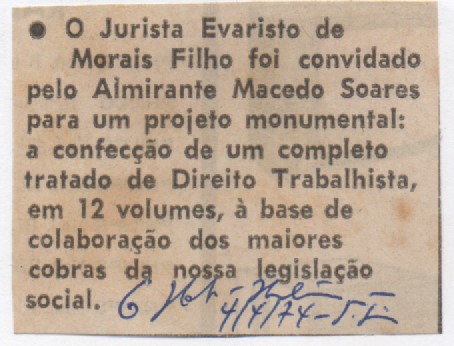 ● O Jurista Evaristo de
Morais Filho foi convidado
pelo Almirante Macedo Soares
para um projeto monumental:
a confecção de um completo
tratado de Direito Trabalhista,
em 12 volumes, à base de
colaboração dos maiores
cobras da nossa legislação
social.
4/4/74